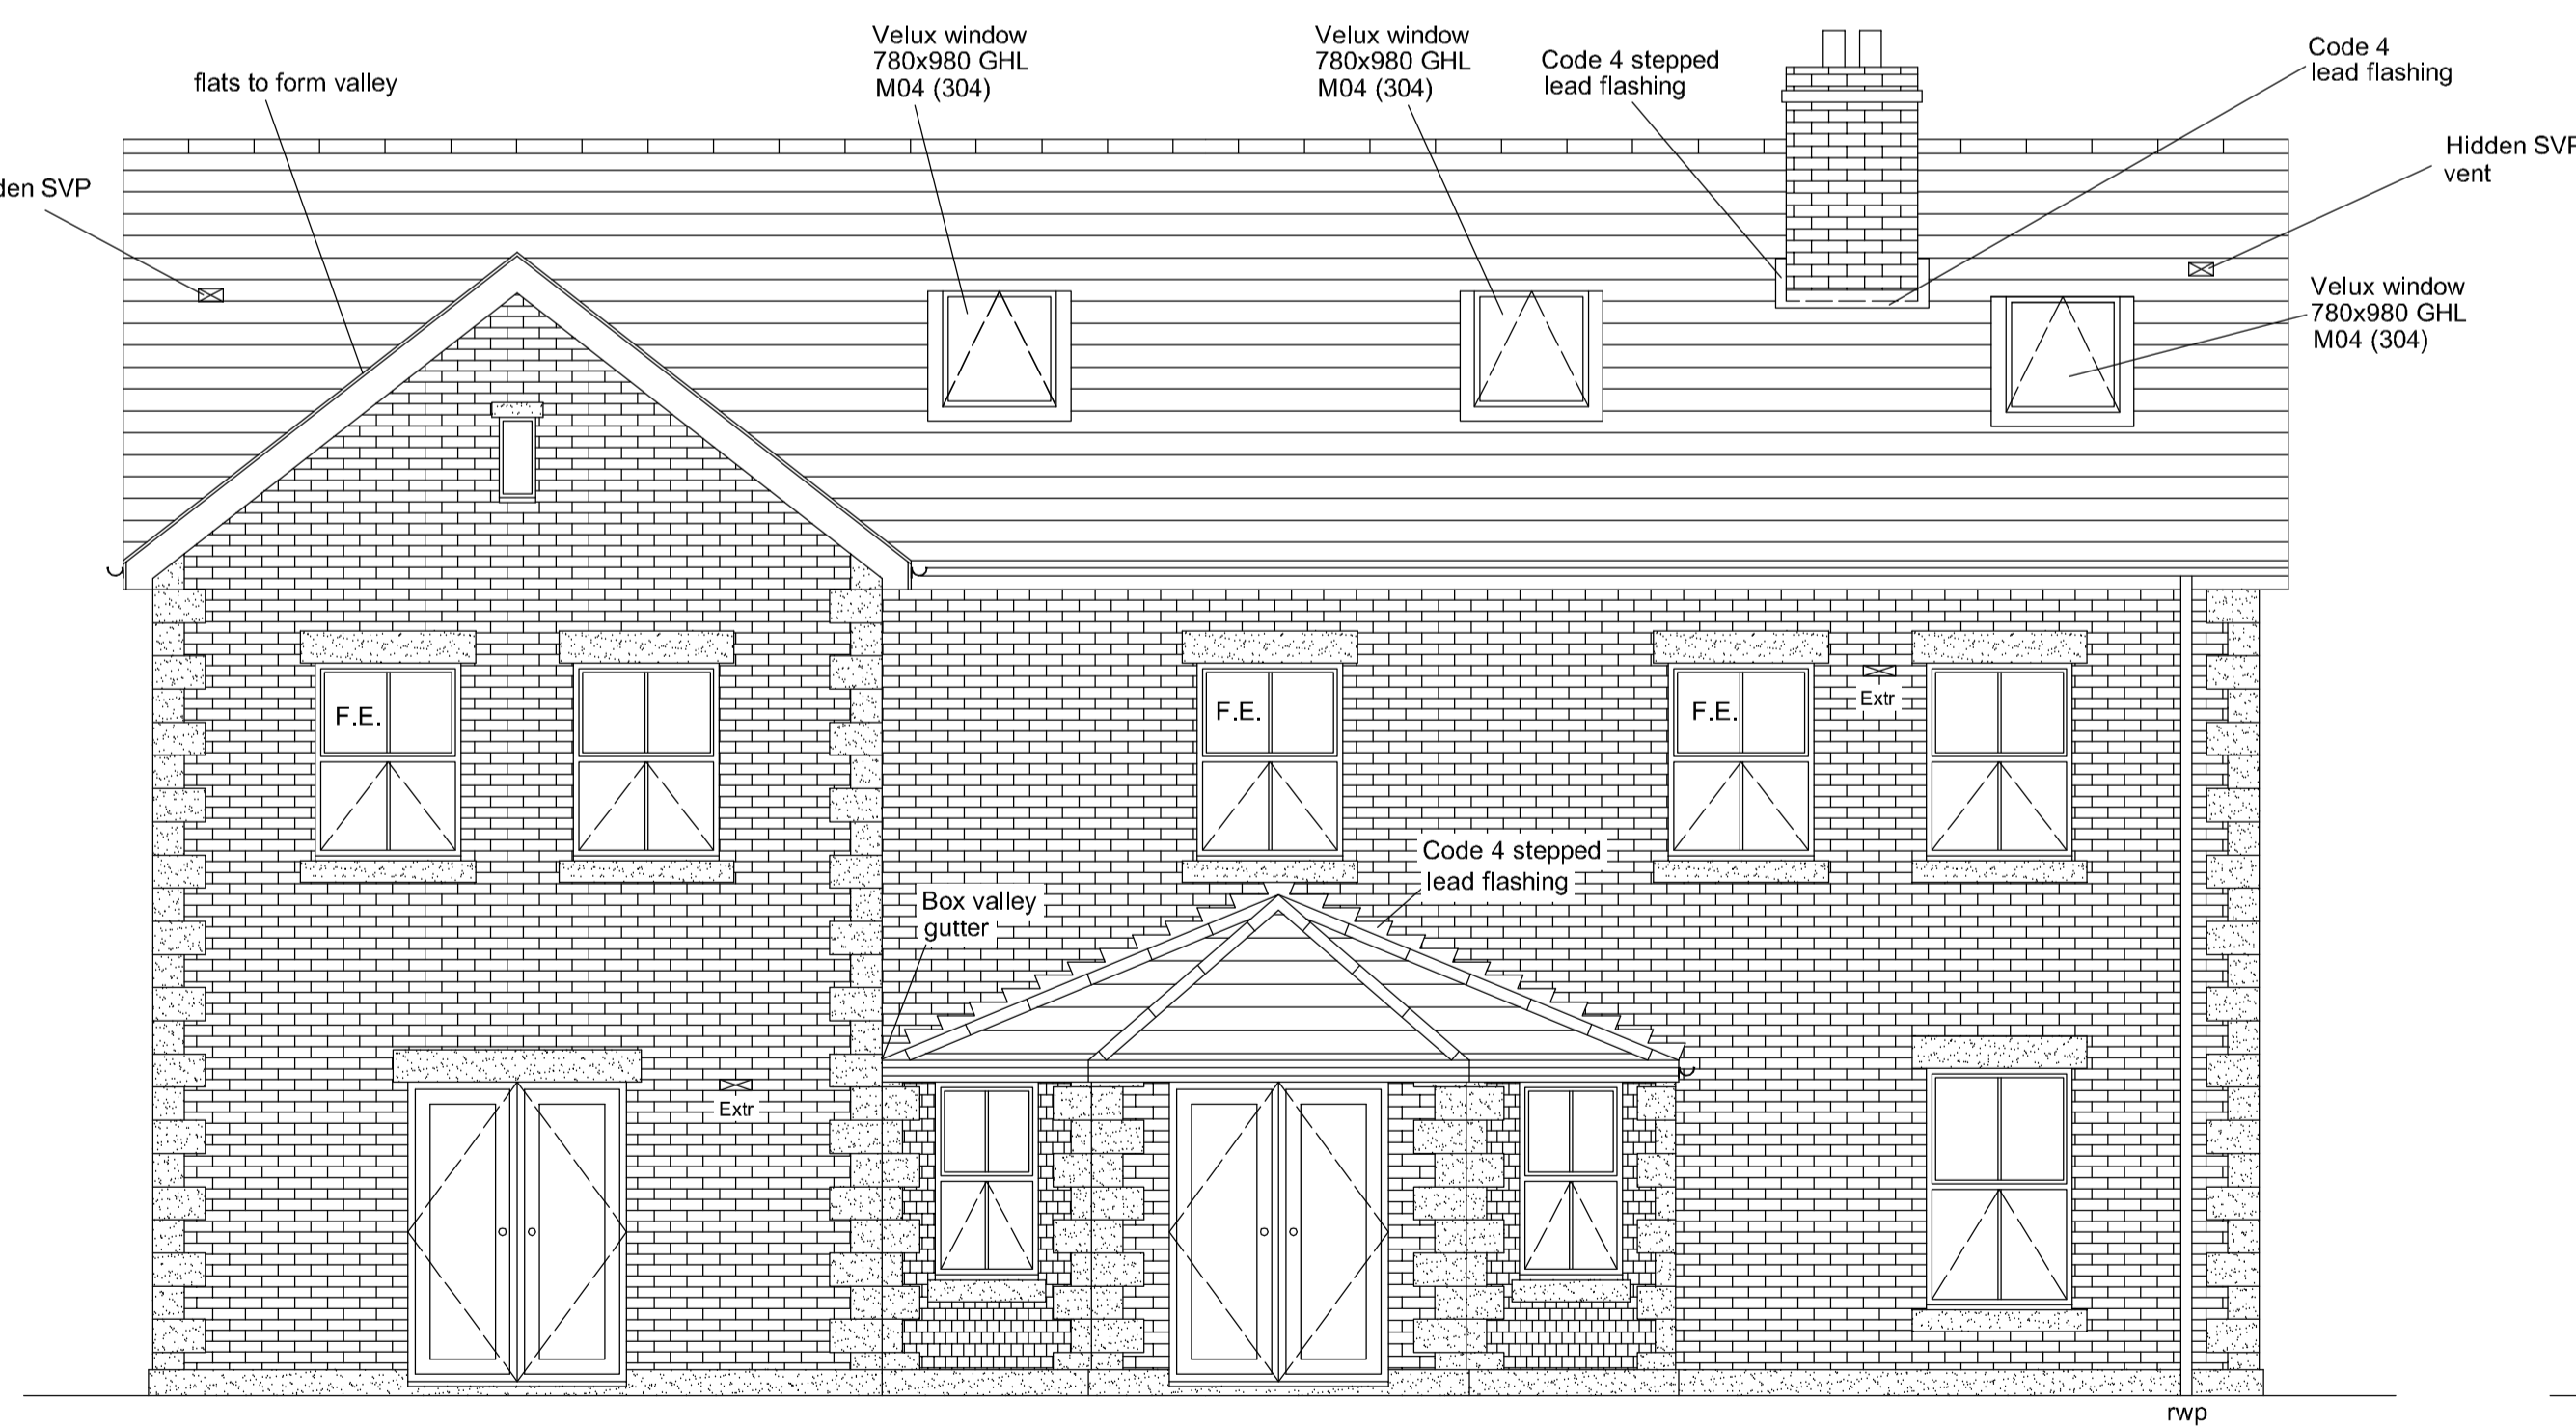 flats to form valley
Velux window
780x980 GHL
M04 (304)
Velux window
780x980 GHL
M04 (304)
Code 4 stepped
lead flashing
Code 4
lead flashing
Hidden SVP
vent
den SVP
Velux window
780x980 GHL
M04 (304)
F.E.
F.E.
F.E.
Extr
Code 4 stepped
lead flashing
Box valley
gutter
Extr
rwp